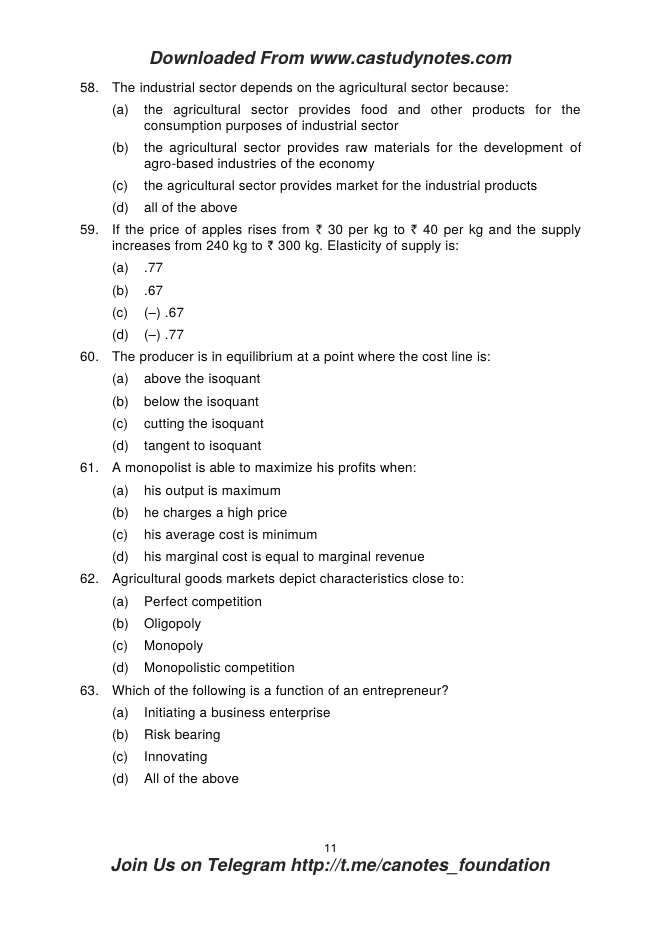 Downloaded From www.castudynotes.com
58. The industrial sector depends on the agricultural sector because:
(a) the agricultural sector provides food and other products for the
consumption purposes of industrial sector
(b) the agricultural sector provides raw materials for the development of
agro-based industries of the economy
(c) the agricultural sector provides market for the industrial products
(d) all of the above
59. If the price of apples rises from ₹ 30 per kg to ₹ 40 per kg and the supply
increases from 240 kg to ₹ 300 kg. Elasticity of supply is:
(a) .77
(b) .67
(c) (–) .67
(d) (–) .77
60. The producer is in equilibrium at a point where the cost line is:
(a) above the isoquant
(b) below the isoquant
(c) cutting the isoquant
(d) tangent to isoquant
61. A monopolist is able to maximize his profits when:
(a) his output is maximum
(b) he charges a high price
(c) his average cost is minimum
(d) his marginal cost is equal to marginal revenue
62. Agricultural goods markets depict characteristics close to:
(a) Perfect competition
(b) Oligopoly
(c) Monopoly
(d) Monopolistic competition
63. Which of the following is a function of an entrepreneur?
(a) Initiating a business enterprise
(b) Risk bearing
(c) Innovating
(d) All of the above
11
Join Us on Telegram http://t.me/canotes_foundation